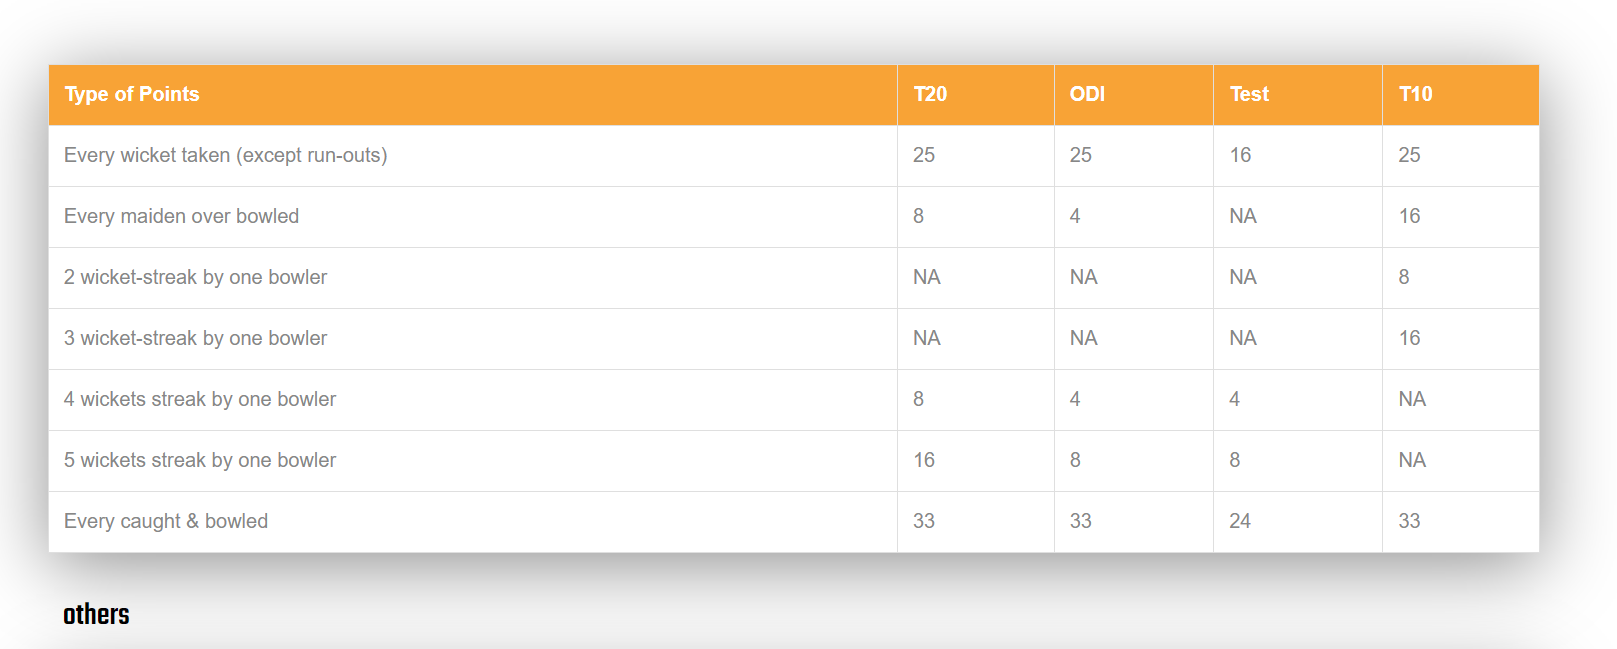 Type of Points T20 ODI Test T10
Every wicket taken (except run-outs) 25 25 16 25
Every maiden over bowled 8 4 NA 16
2 wicket-streak by one bowler NA NA NA 8
3 wicket-streak by one bowler NA NA NA 16
4 wickets streak by one bowler 8 4 4 NA
5 wickets streak by one bowler 16 8 8 NA
Every caught & bowled 33 33 24 33
others